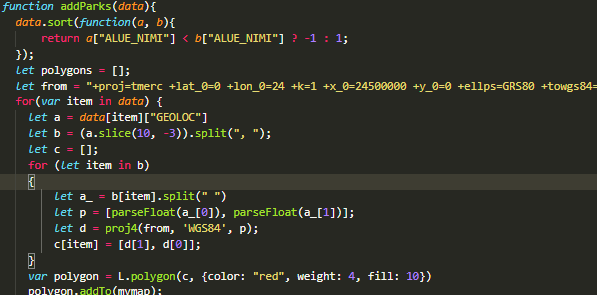 function addParks(data){
data.sort(function(a, b){
return a["ALUE_NIMI"] < b["ALUE_NIMI"] ? -1 : 1;
});
let polygons = [];
let from = "+proj=tmerc +lat_0=0 +lon_0=24 +k=1 +x_0=24500000 +y_0=0 +ellps=GRS80 +towgs84=
for(var item in data) {
let a = data[item]["GEOLOC"]
let b = (a.slice(10, -3)).split(", ");
let c = [];
for (let item in b)
{
let a_ = b[item].split(" ")
let p = [parseFloat(a_[0]), parseFloat(a_[1])];
let d = proj4(from, 'WGS84', p);
c[item] = [d[1], d[0]];
}
var polygon = L.polygon(c, {color: "red", weight: 4, fill: 10})
polygon.addTo(mymap);